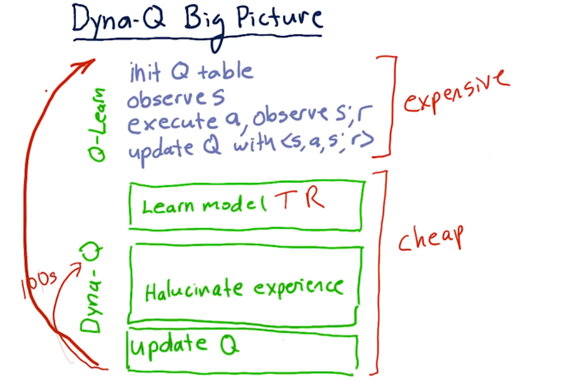 Dyna-Q Big Picture
Q-Learn
init Q table
observe s
execute a, observe s', r
update Q with <s, a, s', r>
expensive
Dyna-Q
Learn model T R
Halucinate experience
update Q
cheap
100s